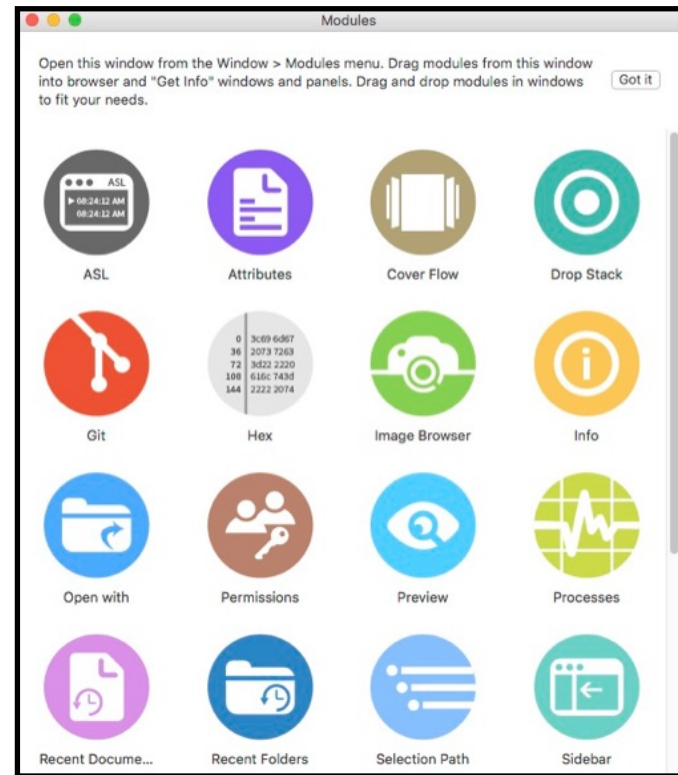 Modules
Open this window from the Window > Modules menu. Drag modules from this window
into browser and "Get Info" windows and panels. Drag and drop modules in windows
to fit your needs.
Got it
ASL
▶ 08:24:12 AM
08:24:12 AM
ASL
Attributes
Cover Flow
Drop Stack
0 3c69 6d67
36 2073 7263
72 3d22 2220
108 616c 743d
144 2222 2074
Git
Hex
Image Browser
Info
Open with
Permissions
Preview
Processes
Recent Docume...
Recent Folders
Selection Path
Sidebar